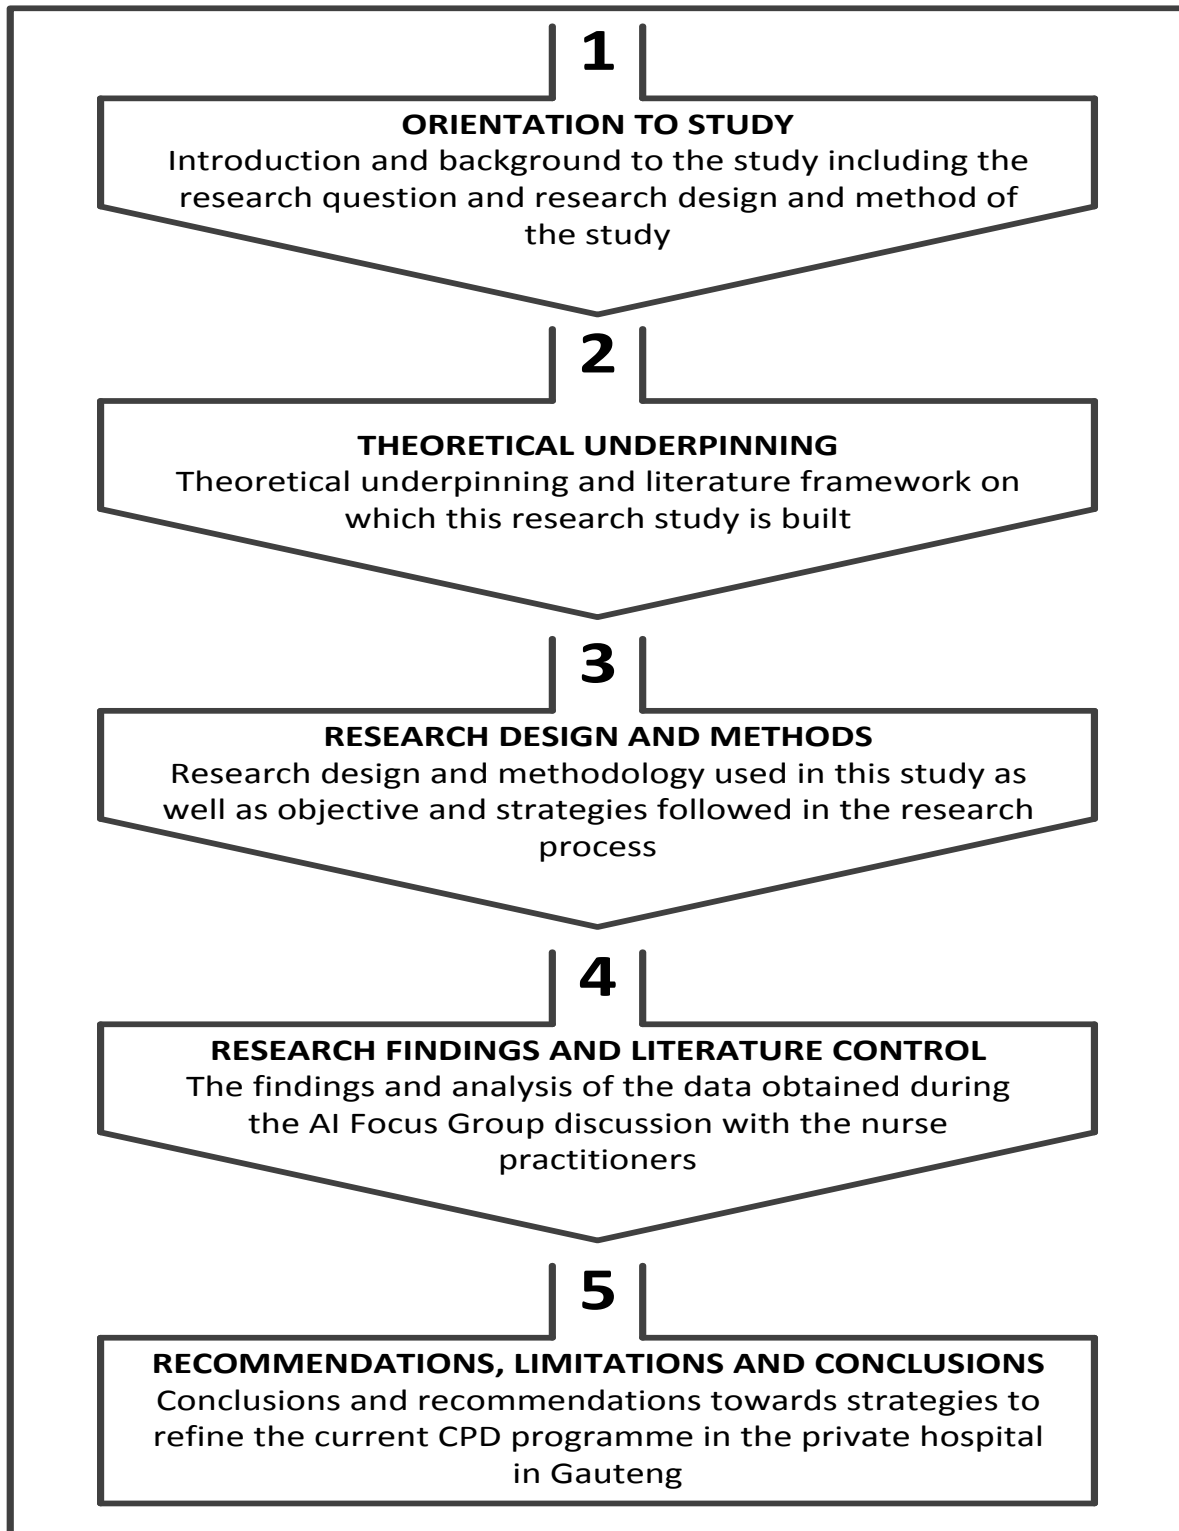 1
ORIENTATION TO STUDY
Introduction and background to the study including the
research question and research design and method of
the study
2
THEORETICAL UNDERPINNING
Theoretical underpinning and literature framework on
which this research study is built
3
RESEARCH DESIGN AND METHODS
Research design and methodology used in this study as
well as objective and strategies followed in the research
process
4
RESEARCH FINDINGS AND LITERATURE CONTROL
The findings and analysis of the data obtained during
the AI Focus Group discussion with the nurse
practitioners
5
RECOMMENDATIONS, LIMITATIONS AND CONCLUSIONS
Conclusions and recommendations towards strategies to
refine the current CPD programme in the private hospital
in Gauteng